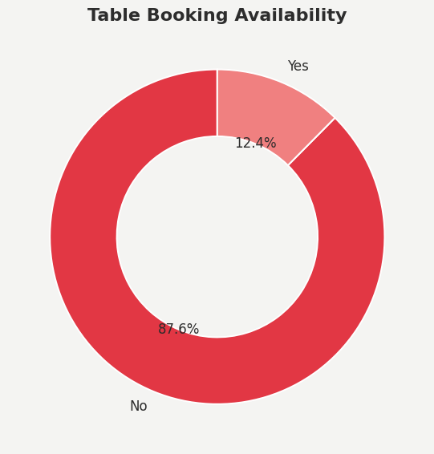 Table Booking Availability
Yes
12.4%
87.6%
No